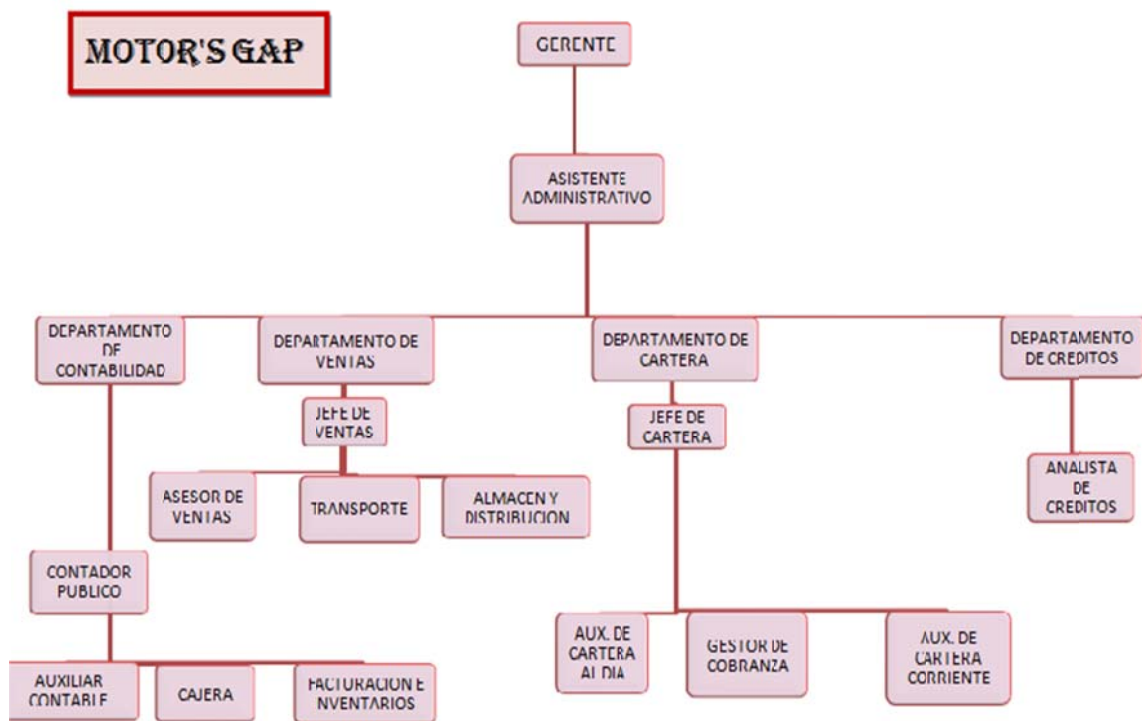 MOTOR'S GAP
GERENTE
ASISTENTE
ADMINISTRATIVO
DEPARTAMENTO
DE
CONTABILIDAD
DEPARTAMENTO DE
VENTAS
DEPARTAMENTO DE
CARTERA
DEPARTAMENTO
DE CREDITOS
JEFE DE
VENTAS
JEFE DE
CARTERA
ASESOR DE
VENTAS
TRANSPORTE
ALMACEN Y
DISTRIBUCION
ANALISTA
DE
CREDITOS
CONTADOR
PUBLICO
AUX. DE
CARTERA
AL DIA
GESTOR DE
COBRANZA
AUX. DE
CARTERA
CORRIENTE
AUXILIAR
CONTABLE
CAJERA
FACTURACION E
INVENTARIOS